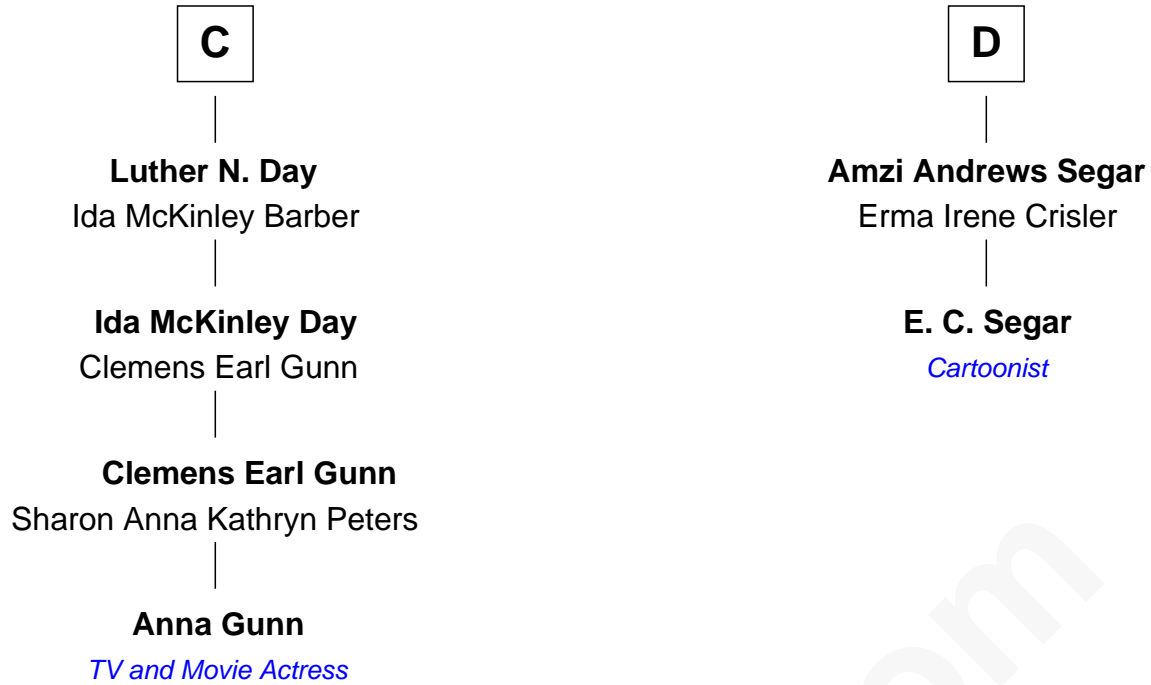 C
Luther N. Day
Ida McKinley Barber
Ida McKinley Day
Clemens Earl Gunn
Clemens Earl Gunn
Sharon Anna Kathryn Peters
Anna Gunn
TV and Movie Actress
D
Amzi Andrews Segar
Erma Irene Crisler
E. C. Segar
Cartoonist
om